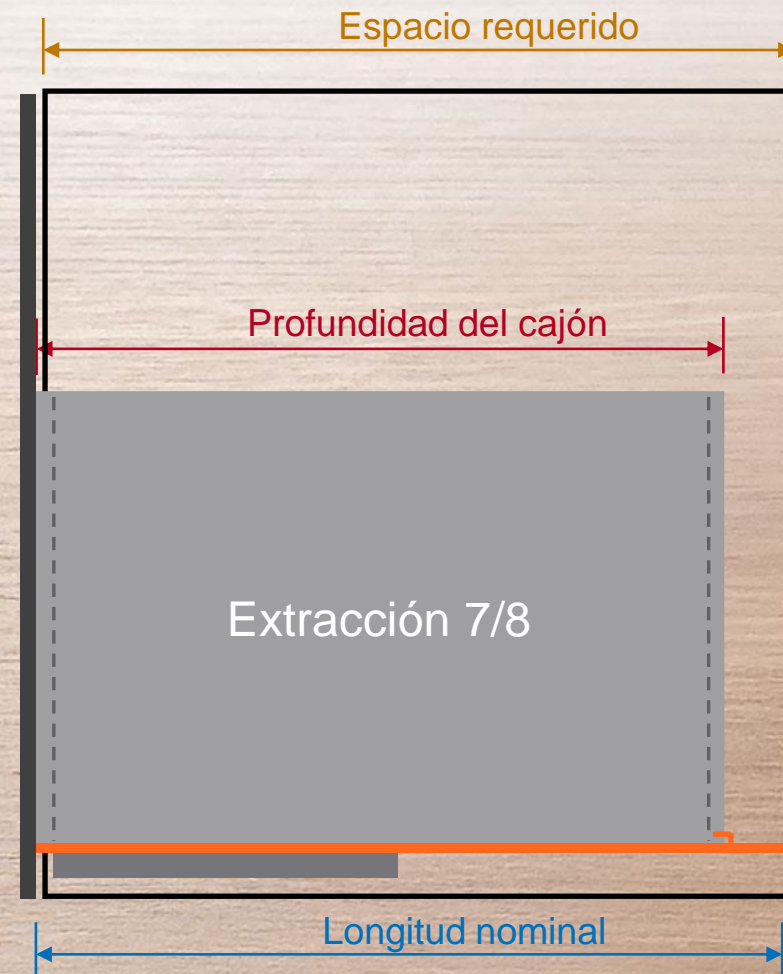 Espacio requerido
Profundidad del cajón
Extracción 7/8
Longitud nominal